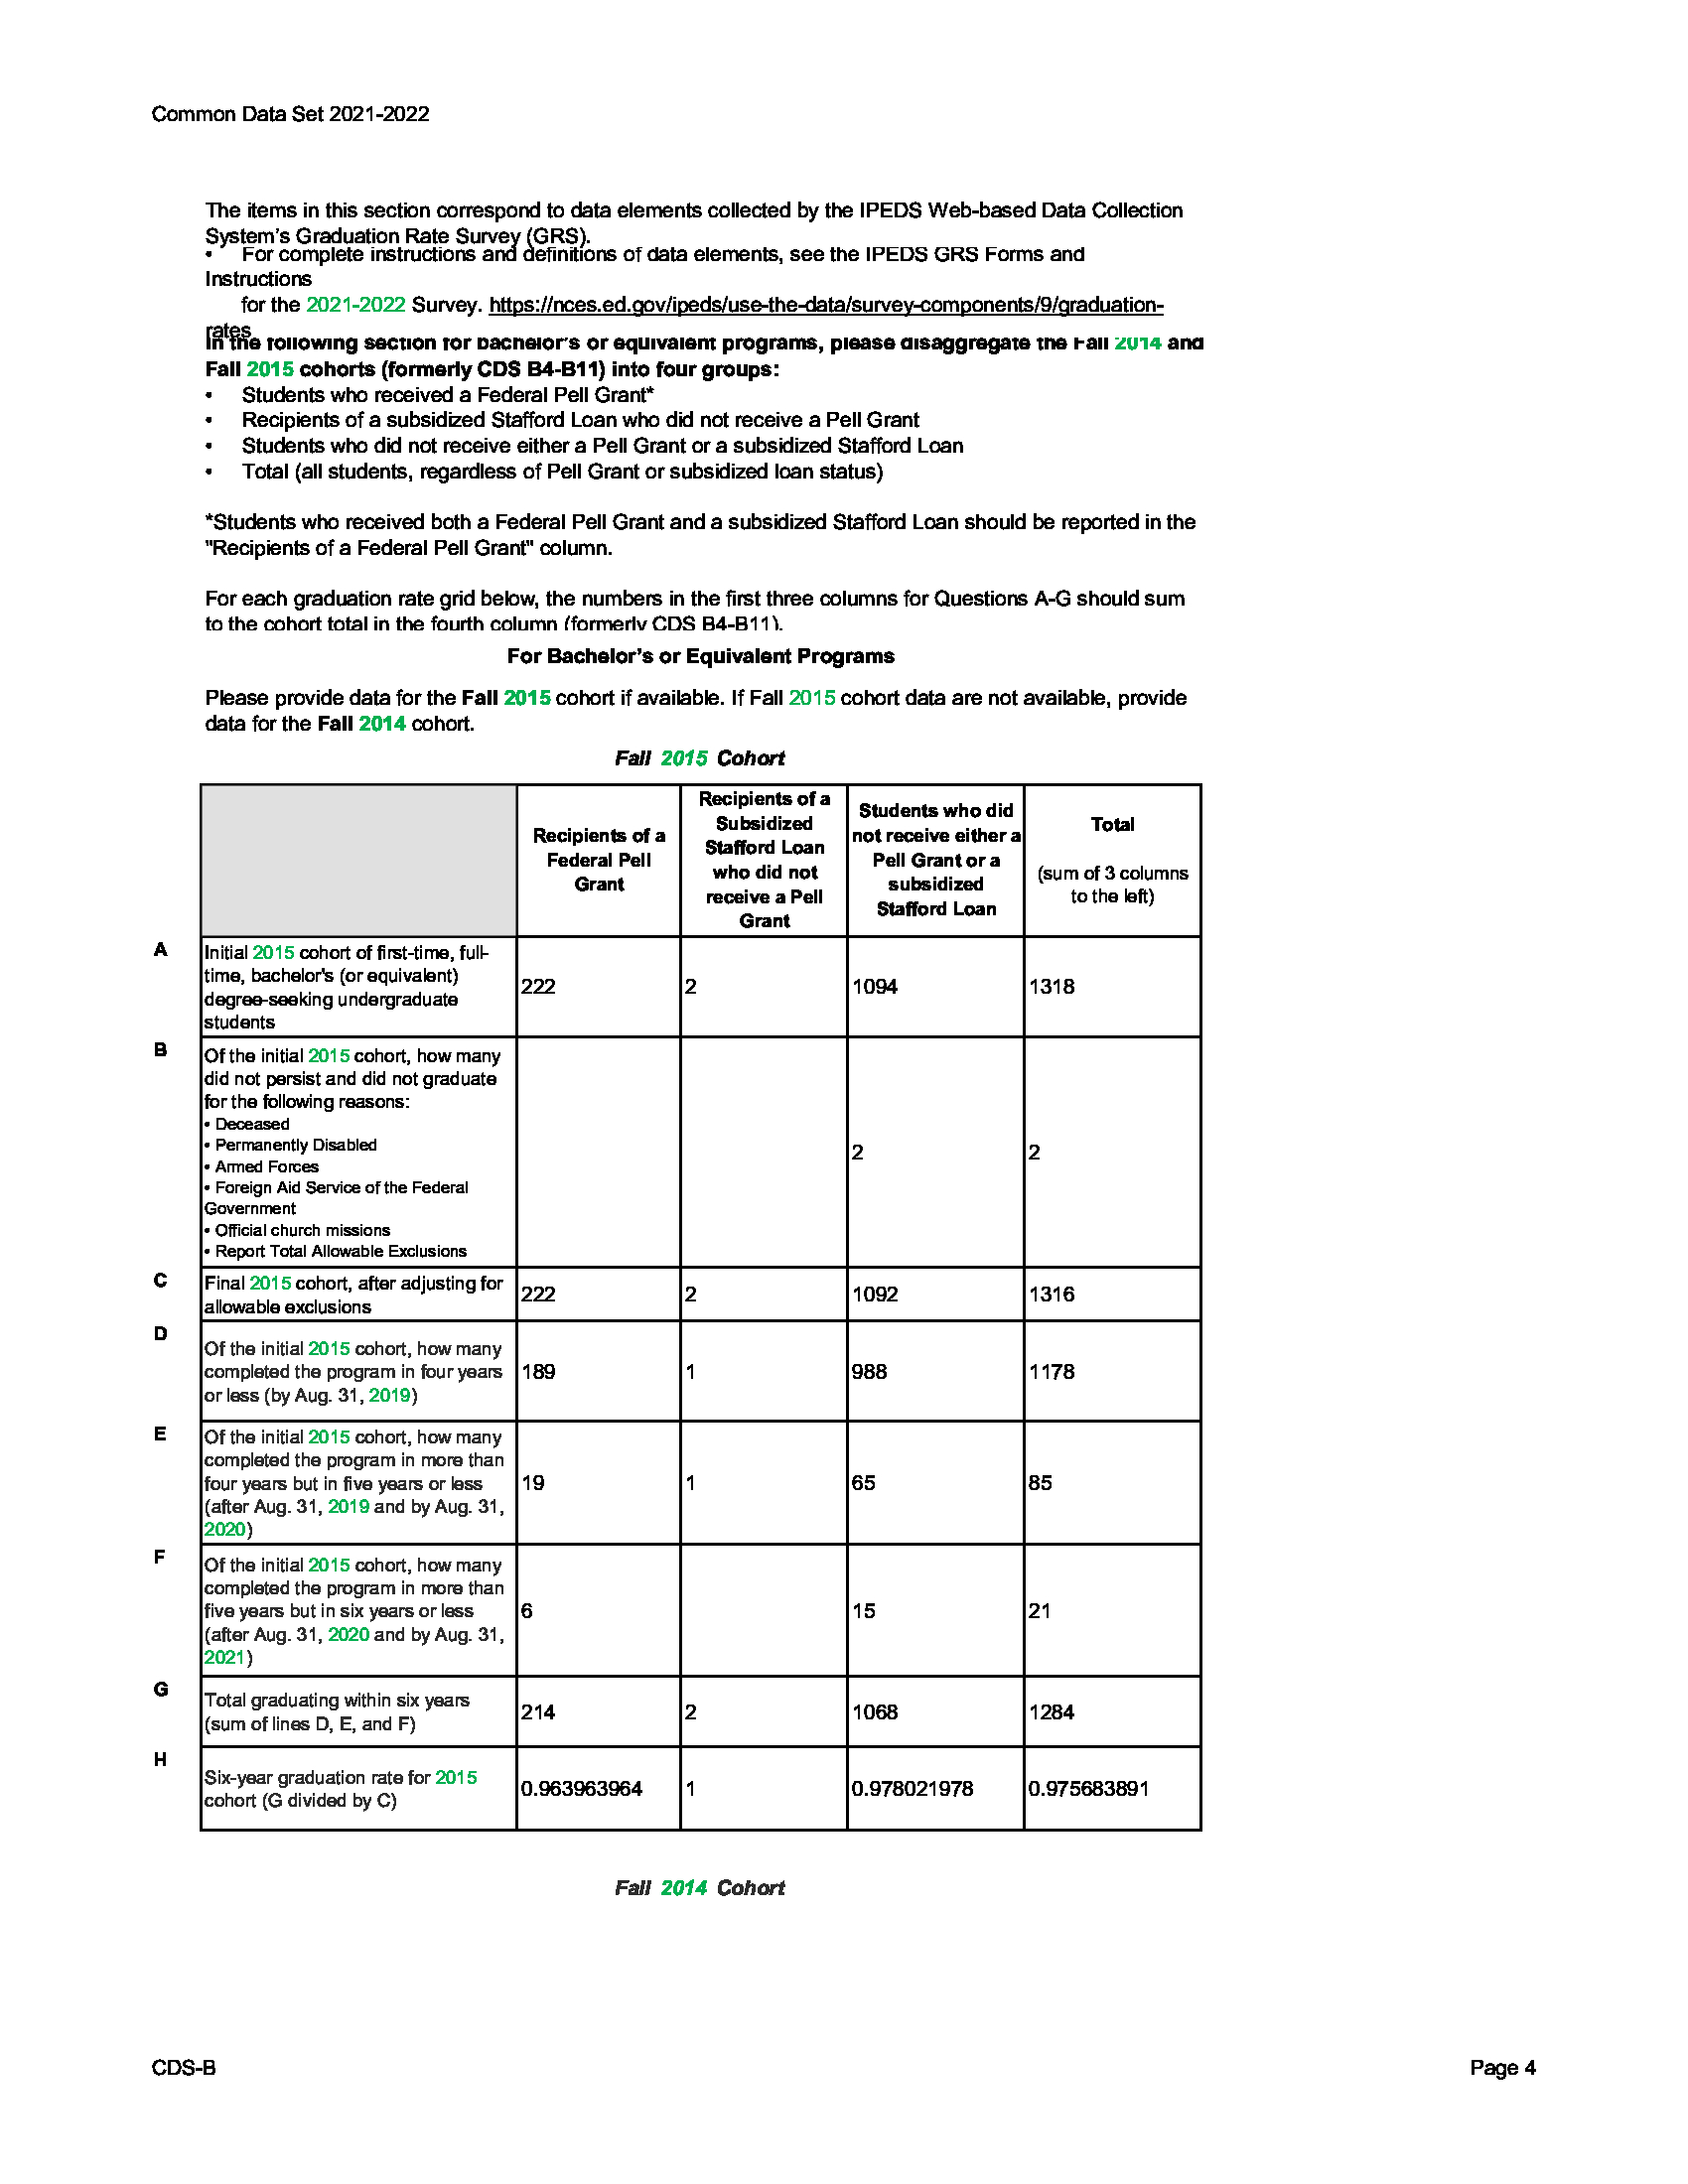 Common Data Set 2021-2022
The items in this section correspond to data elements collected by the IPEDS Web-based Data Collection
System's Graduation Rate Survey (GRS).
• For complete instructions and definitions of data elements, see the IPEDS GRS Forms and
Instructions
for the 2021-2022 Survey. https://nces.ed.gov/ipeds/use-the-data/survey-components/9/graduation-
rates
In the following section for bachelor's or equivalent programs, please disaggregate the Fall 2014 and
Fall 2015 cohorts (formerly CDS B4-B11) into four groups:
• Students who received a Federal Pell Grant*
• Recipients of a subsidized Stafford Loan who did not receive a Pell Grant
• Students who did not receive either a Pell Grant or a subsidized Stafford Loan
• Total (all students, regardless of Pell Grant or subsidized loan status)
*Students who received both a Federal Pell Grant and a subsidized Stafford Loan should be reported in the
"Recipients of a Federal Pell Grant" column.
For each graduation rate grid below, the numbers in the first three columns for Questions A-G should sum
to the cohort total in the fourth column (formerly CDS B4-B11).
For Bachelor's or Equivalent Programs
Please provide data for the Fall 2015 cohort if available. If Fall 2015 cohort data are not available, provide
data for the Fall 2014 cohort.
Fall 2015 Cohort
Recipients of a
Federal Pell
Grant
Recipients of a
Subsidized
Stafford Loan
who did not
receive a Pell
Grant
Students who did
not receive either a
Pell Grant or a
subsidized
Stafford Loan
Total
(sum of 3 columns
to the left)
A
Initial 2015 cohort of first-time, full-
time, bachelor's (or equivalent)
degree-seeking undergraduate
students
222
2
1094
1318
B
Of the initial 2015 cohort, how many
did not persist and did not graduate
for the following reasons:
• Deceased
• Permanently Disabled
• Armed Forces
• Foreign Aid Service of the Federal
Government
• Official church missions
• Report Total Allowable Exclusions
2
2
C
Final 2015 cohort, after adjusting for
allowable exclusions
222
2
1092
1316
D
Of the initial 2015 cohort, how many
completed the program in four years
or less (by Aug. 31, 2019)
189
1
988
1178
E
Of the initial 2015 cohort, how many
completed the program in more than
four years but in five years or less
(after Aug. 31, 2019 and by Aug. 31,
2020)
19
1
65
85
F
Of the initial 2015 cohort, how many
completed the program in more than
five years but in six years or less
(after Aug. 31, 2020 and by Aug. 31,
2021)
6
15
21
G
Total graduating within six years
(sum of lines D, E, and F)
214
2
1068
1284
H
Six-year graduation rate for 2015
cohort (G divided by C)
0.963963964
1
0.978021978
0.975683891
Fall 2014 Cohort
CDS-B
Page 4